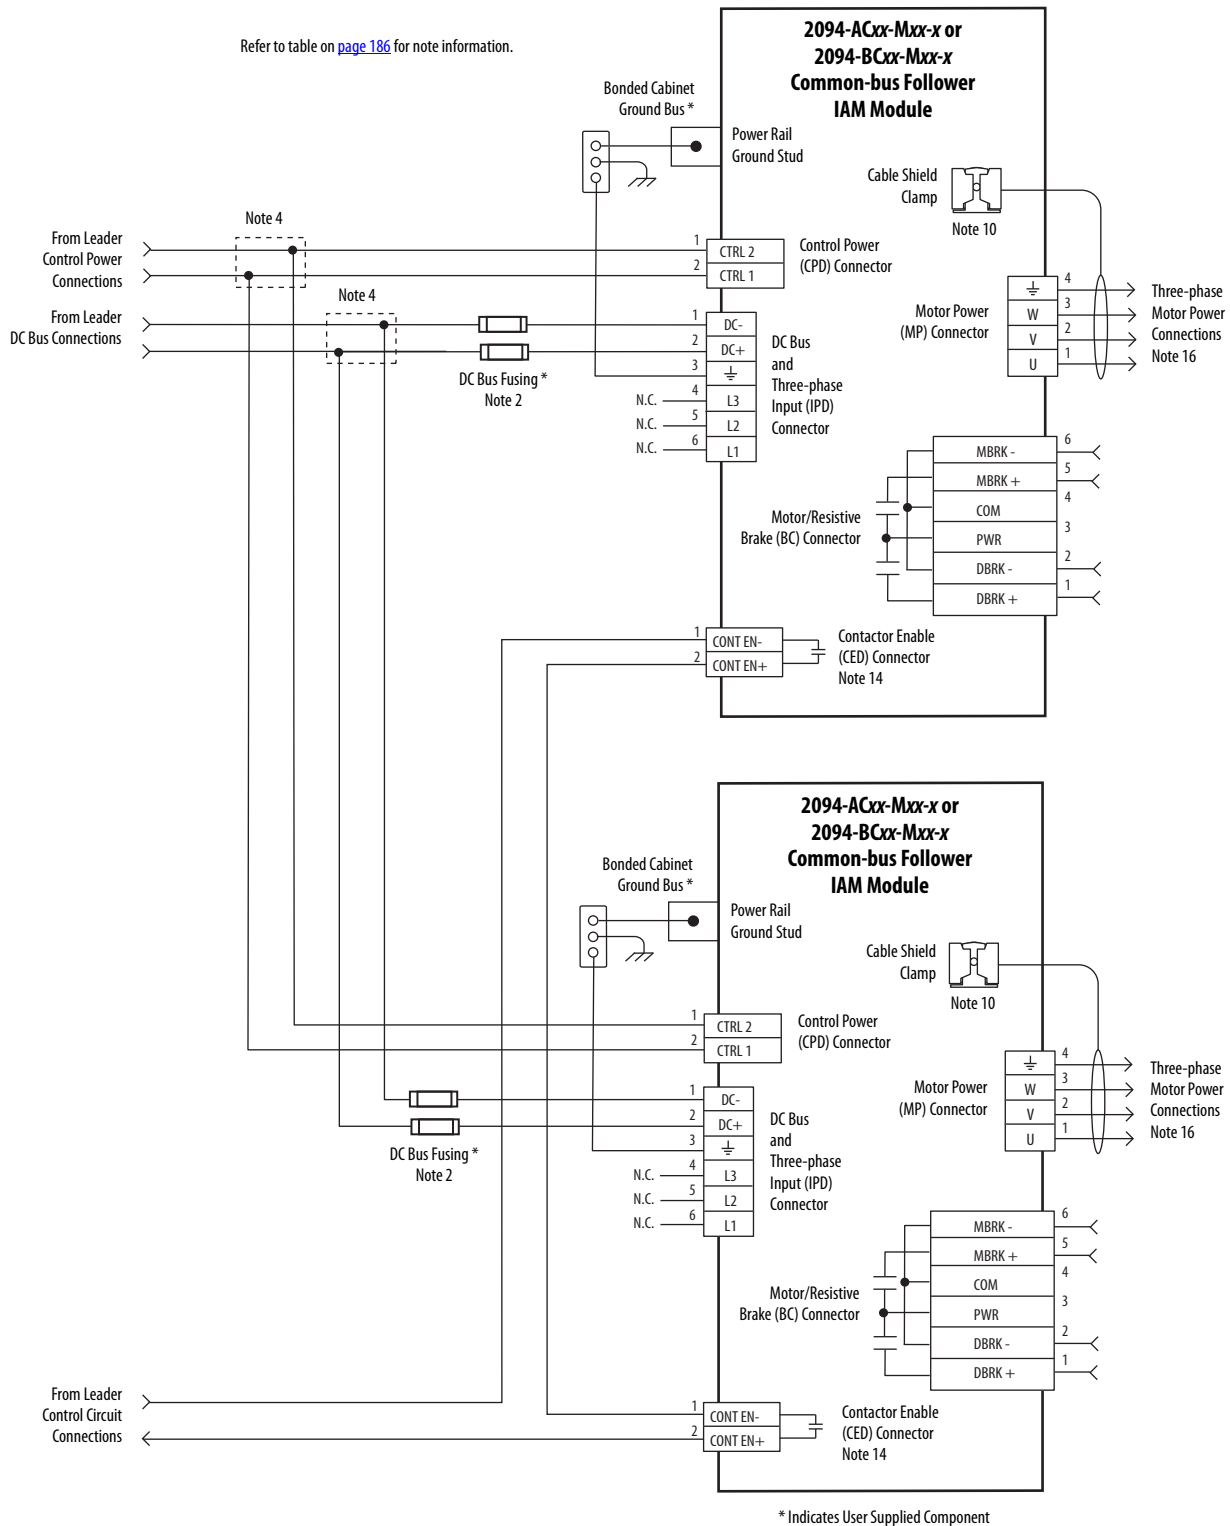 Refer to table on page 186 for note information.
2094-ACxx-Mxx-x or
2094-BCxx-Mxx-x
Common-bus Follower
IAM Module
Bonded Cabinet
Ground Bus *
Power Rail
Ground Stud
Cable Shield
Clamp
Note 10
Note 4
From Leader
Control Power
Connections
1
CTRL 2
2
CTRL 1
Control Power
(CPD) Connector
From Leader
DC Bus Connections
Note 4
DC Bus Fusing *
Note 2
1
DC-
2
DC+
3
4
N.C.
L3
5
N.C.
L2
6
N.C.
L1
DC Bus
and
Three-phase
Input (IPD)
Connector
Motor Power
(MP) Connector
4
3
W
2
V
1
U
Three-phase
Motor Power
Connections
Note 16
Motor/Resistive
Brake (BC) Connector
MBRK -
6
MBRK +
5
COM
4
PWR
3
DBRK -
2
DBRK +
1
1
CONT EN-
2
CONT EN+
Contactor Enable
(CED) Connector
Note 14
2094-ACxx-Mxx-x or
2094-BCxx-Mxx-x
Common-bus Follower
IAM Module
Bonded Cabinet
Ground Bus *
Power Rail
Ground Stud
Cable Shield
Clamp
Note 10
1
CTRL 2
2
CTRL 1
Control Power
(CPD) Connector
DC Bus Fusing *
Note 2
1
DC-
2
DC+
3
4
N.C.
L3
5
N.C.
L2
6
N.C.
L1
DC Bus
and
Three-phase
Input (IPD)
Connector
Motor Power
(MP) Connector
4
3
W
2
V
1
U
Three-phase
Motor Power
Connections
Note 16
Motor/Resistive
Brake (BC) Connector
MBRK -
6
MBRK +
5
COM
4
PWR
3
DBRK -
2
DBRK +
1
From Leader
Control Circuit
Connections
1
CONT EN-
2
CONT EN+
Contactor Enable
(CED) Connector
Note 14
* Indicates User Supplied Component